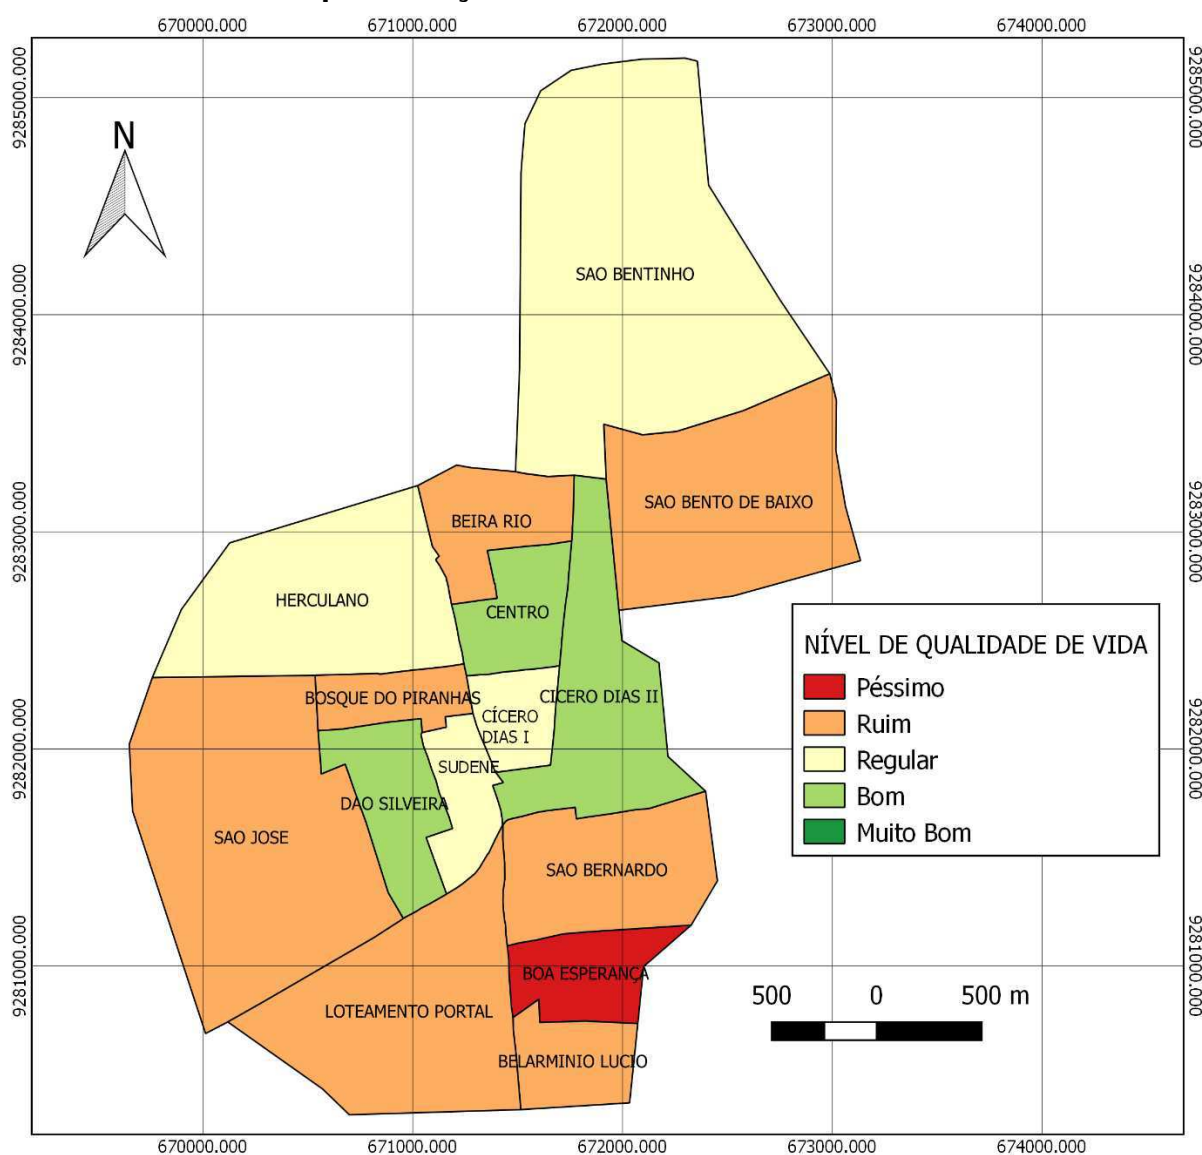 670000.000 671000.000 672000.000 673000.000 674000.000
9285000.000
9285000.000
N
SAO BENTINHO
9284000.000
9284000.000
SAO BENTO DE BAIXO
BEIRA RIO
9283000.000
9283000.000
HERCULANO
CENTRO
NÍVEL DE QUALIDADE DE VIDA
Péssimo
Ruim
Regular
Bom
Muito Bom
BOSQUE DO PIRANHAS
CICERO DIAS II
CÍCERO
DIAS I
9282000.000
9282000.000
SUDENE
DAO SILVEIRA
SAO JOSE
SAO BERNARDO
9281000.000
9281000.000
BOA ESPERANÇA
500 0 500 m
LOTEAMENTO PORTAL
BELARMINIO LUCIO
670000.000 671000.000 672000.000 673000.000 674000.000